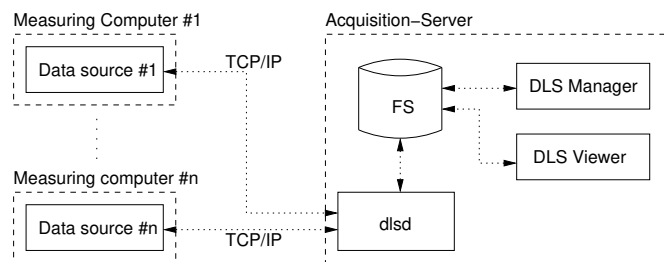 Measuring Computer #1
Data source #1
TCP/IP
Measuring computer #n
Data source #n
TCP/IP
Acquisition−Server
FS
DLS Manager
DLS Viewer
dlsd